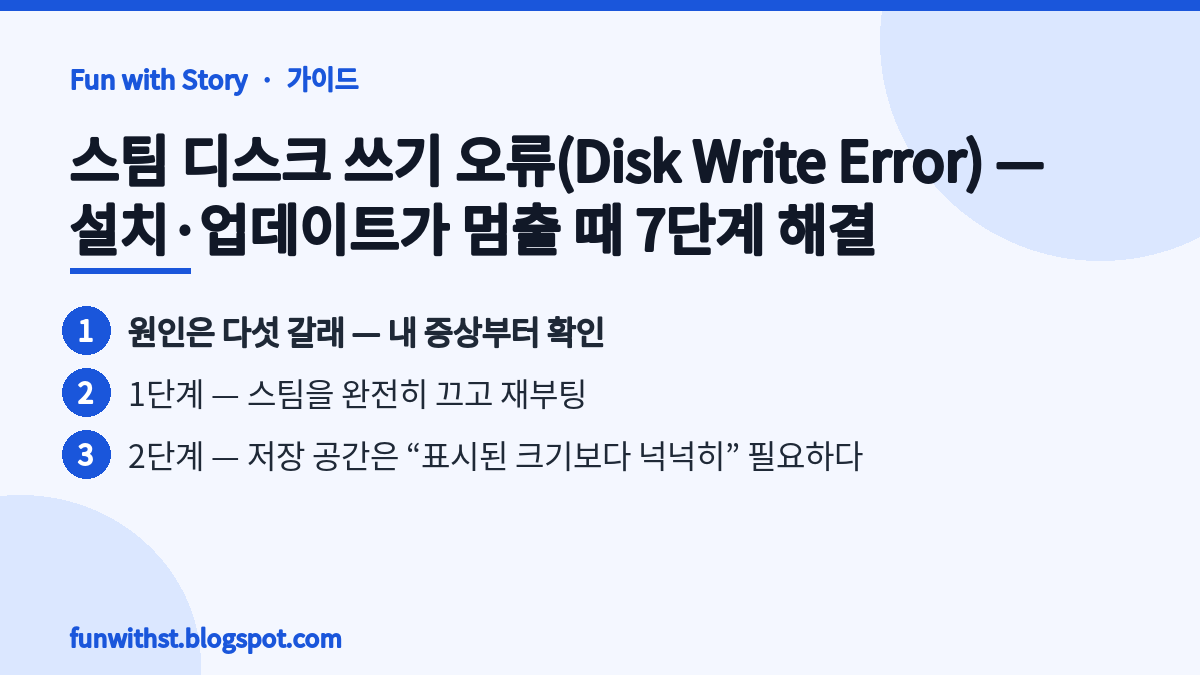 Fun with Story · 가이드
스팀 디스크 쓰기 오류(Disk Write Error) —
설치·업데이트가 멈출 때 7단계 해결
1 원인은 다섯 갈래 — 내 증상부터 확인
2 1단계 — 스팀을 완전히 끄고 재부팅
3 2단계 — 저장 공간은 “표시된 크기보다 넉넉히” 필요하다
funwithst.blogspot.com